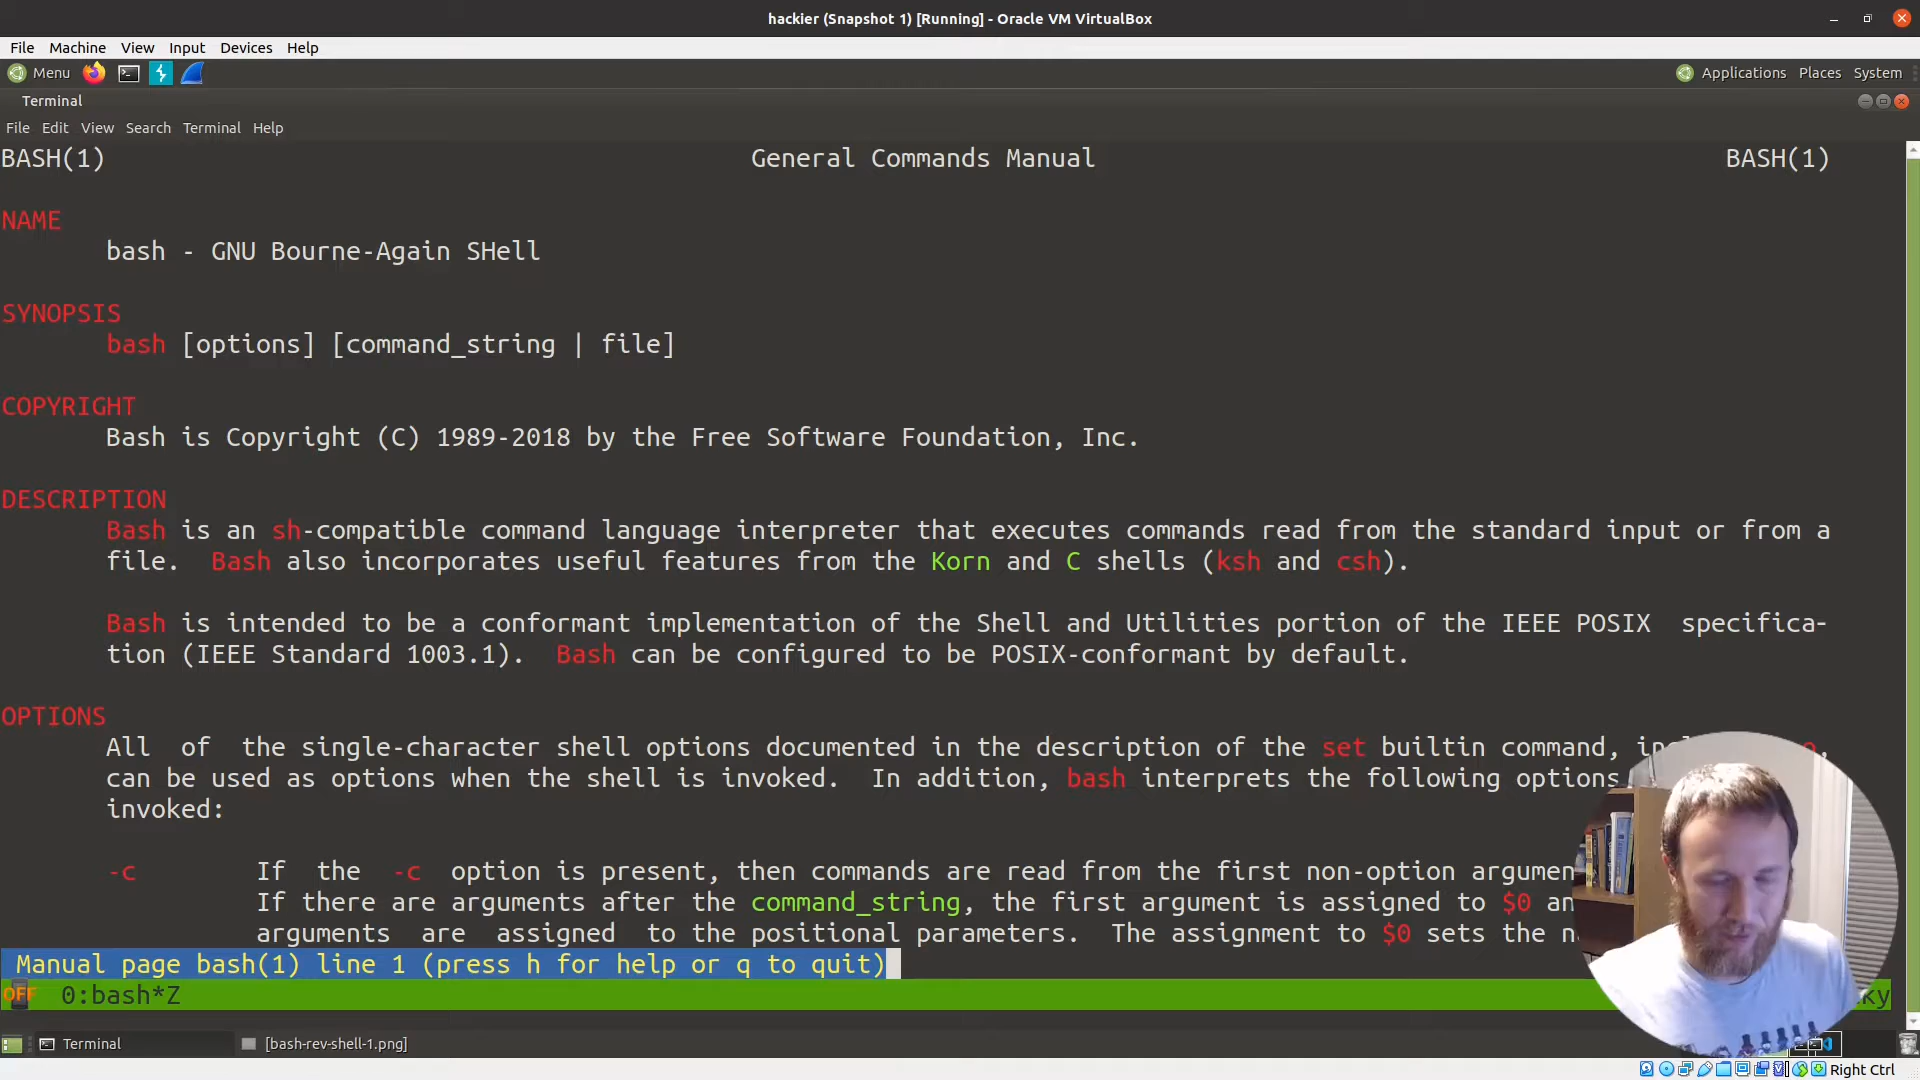 hackier (Snapshot 1) [Running] - Oracle VM VirtualBox
File Machine View Input Devices Help
Menu Applications Places System
Terminal
File Edit View Search Terminal Help
BASH(1) General Commands Manual BASH(1)
NAME
bash - GNU Bourne-Again SHell
SYNOPSIS
bash [options] [command_string | file]
COPYRIGHT
Bash is Copyright (C) 1989-2018 by the Free Software Foundation, Inc.
DESCRIPTION
Bash is an sh-compatible command language interpreter that executes commands read from the standard input or from a
file. Bash also incorporates useful features from the Korn and C shells (ksh and csh).
Bash is intended to be a conformant implementation of the Shell and Utilities portion of the IEEE POSIX specifica-
tion (IEEE Standard 1003.1). Bash can be configured to be POSIX-conformant by default.
OPTIONS
All of the single-character shell options documented in the description of the set builtin command,
can be used as options when the shell is invoked. In addition, bash interprets the following options
invoked:
-c If the -c option is present, then commands are read from the first non-option
If there are arguments after the command_string, the first argument is assigned to $0
arguments are assigned to the positional parameters. The assignment to $0 sets the
Manual page bash(1) line 1 (press h for help or q to quit)
OFF 0:bash*Z
Terminal [bash-rev-shell-1.png]
Right Ctrl